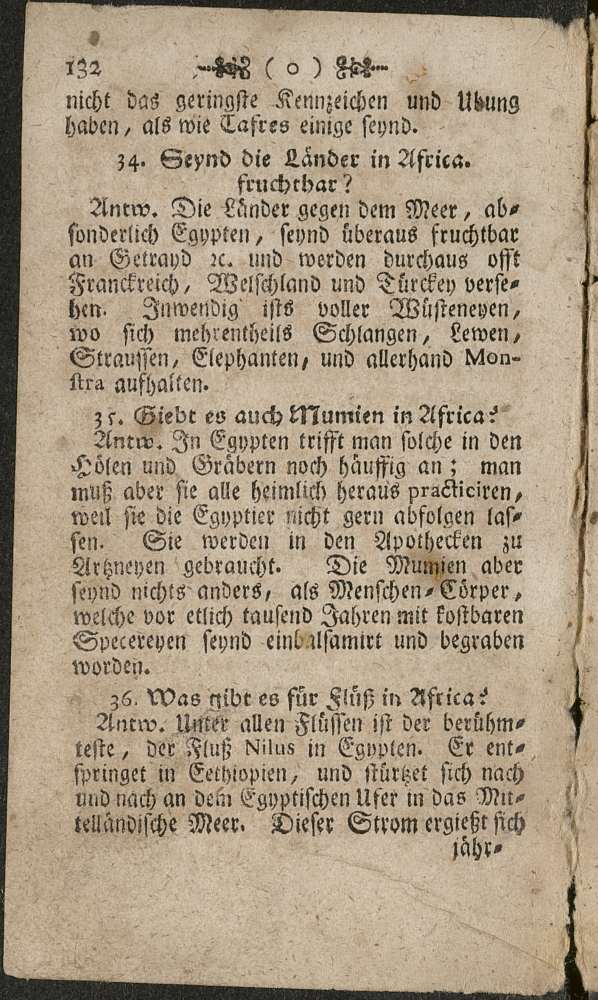 132 ( o )
nicht das geringste Kennzeichen und Ubung
haben, als wie Cafres einige seynd.
34. Seynd die Länder in Africa.
fruchtbar?
Antw. Die Länder gegen dem Meer, ab-
sonderlich Egypten, seynd überaus fruchtbar
an Getrayd ꝛc. und werden durchaus offt
Franckreich, Welschland und Türckey verse-
hen. Inwendig ists voller Wüsteneyen,
wo sich mehrentheils Schlangen, Lewen,
Straussen, Elephanten, und allerhand Mon-
stra aufhalten.
35. Giebt es auch Mumien in Africa?
Antw. In Egypten trifft man solche in den
Hölen und Gräbern noch häuffig an; man
muß aber sie alle heimlich heraus practiciren,
weil sie die Egyptier nicht gern abfolgen las-
sen. Sie werden in den Apothecken zu
Artzneyen gebraucht. Die Mumien aber
seynd nichts anders, als Menschen-Cörper,
welche vor etlich tausend Jahren mit kostbaren
Specereyen seynd einbalsamirt und begraben
worden.
36. Was gibt es für Flüß in Africa?
Antw. Unter allen Flüssen ist der berühm-
teste, der Fluß Nilus in Egypten. Er ent-
springet in Eethiopien, und stürtzet sich nach
und nach an dem Egyptischen Ufer in das Mit-
telländische Meer. Dieser Strom ergießt sich
jähr-